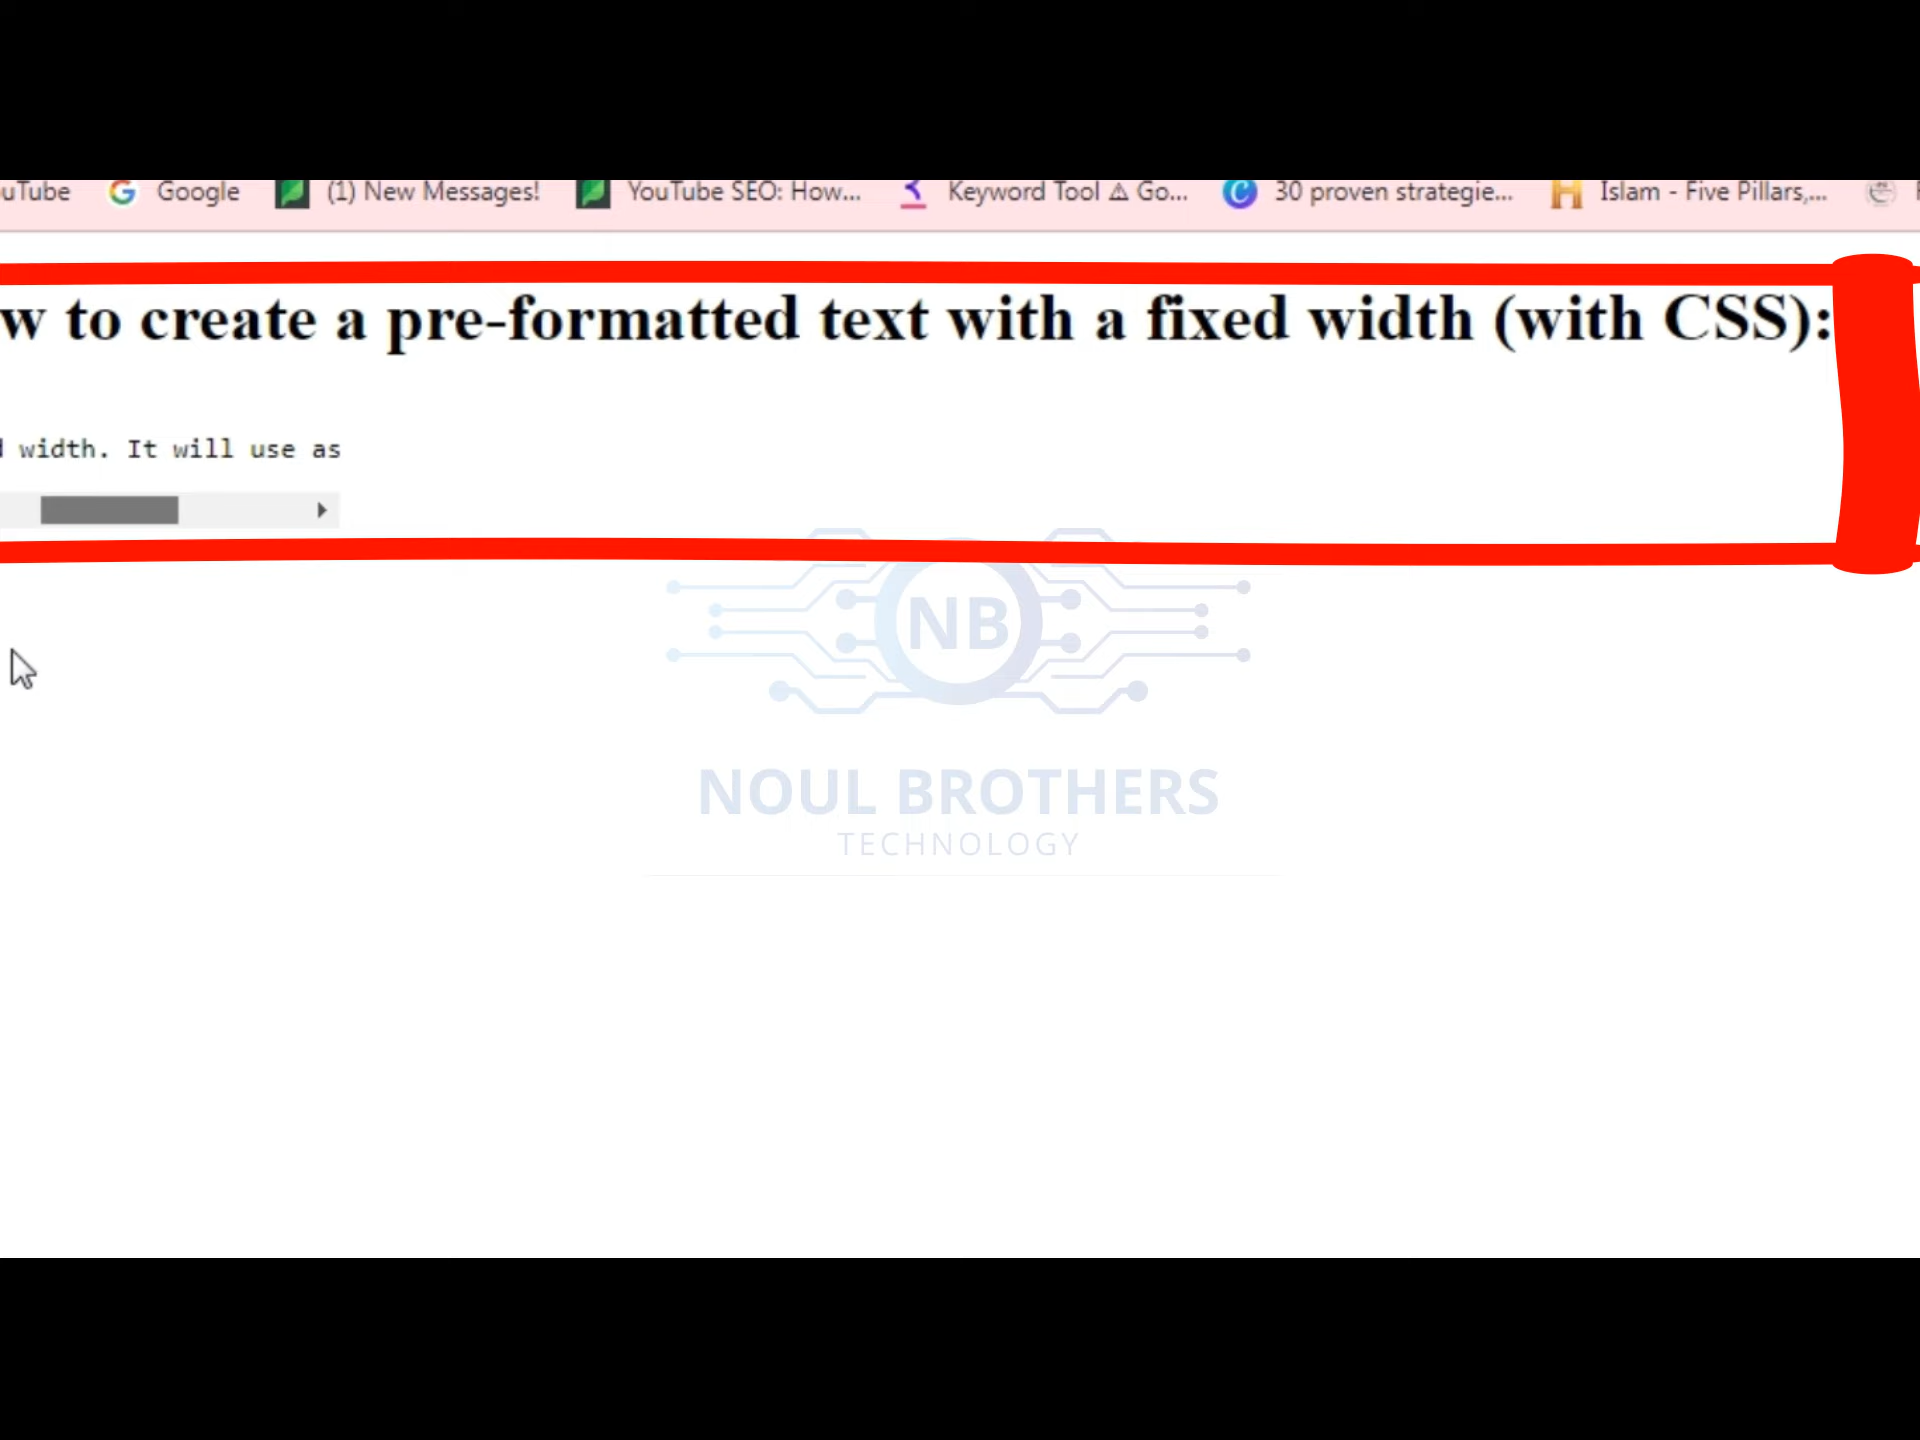 uTube Google (1) New Messages! YouTube SEO: How... Keyword Tool ⚠ Go... 30 proven strategie... Islam - Five Pillars,...
w to create a pre-formatted text with a fixed width (with CSS):
width. It will use as
NB
NOUL BROTHERS
TECHNOLOGY